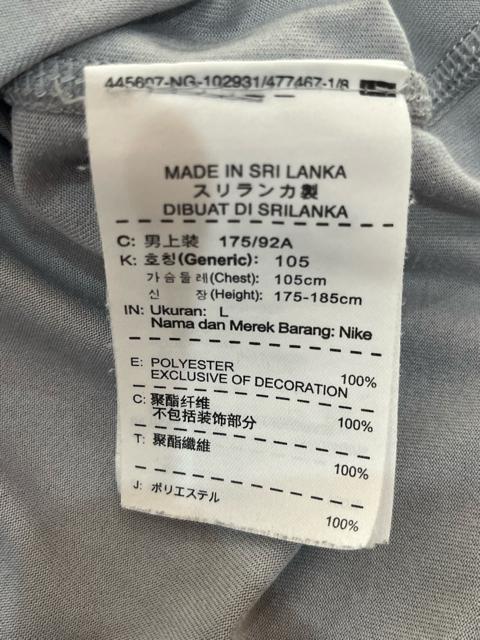 445607-NG-102931/477467-1/8
MADE IN SRI LANKA
スリランカ製
DIBUAT DI SRILANKA
C: 男上装 175/92A
K: 호칭(Generic): 105
가슴둘레(Chest): 105cm
신 장(Height): 175-185cm
IN: Ukuran: L
Nama dan Merek Barang: Nike
E: POLYESTER 100%
EXCLUSIVE OF DECORATION
C: 聚酯纤维 100%
不包括装饰部分
T: 聚酯纖維 100%
J: ポリエステル 100%